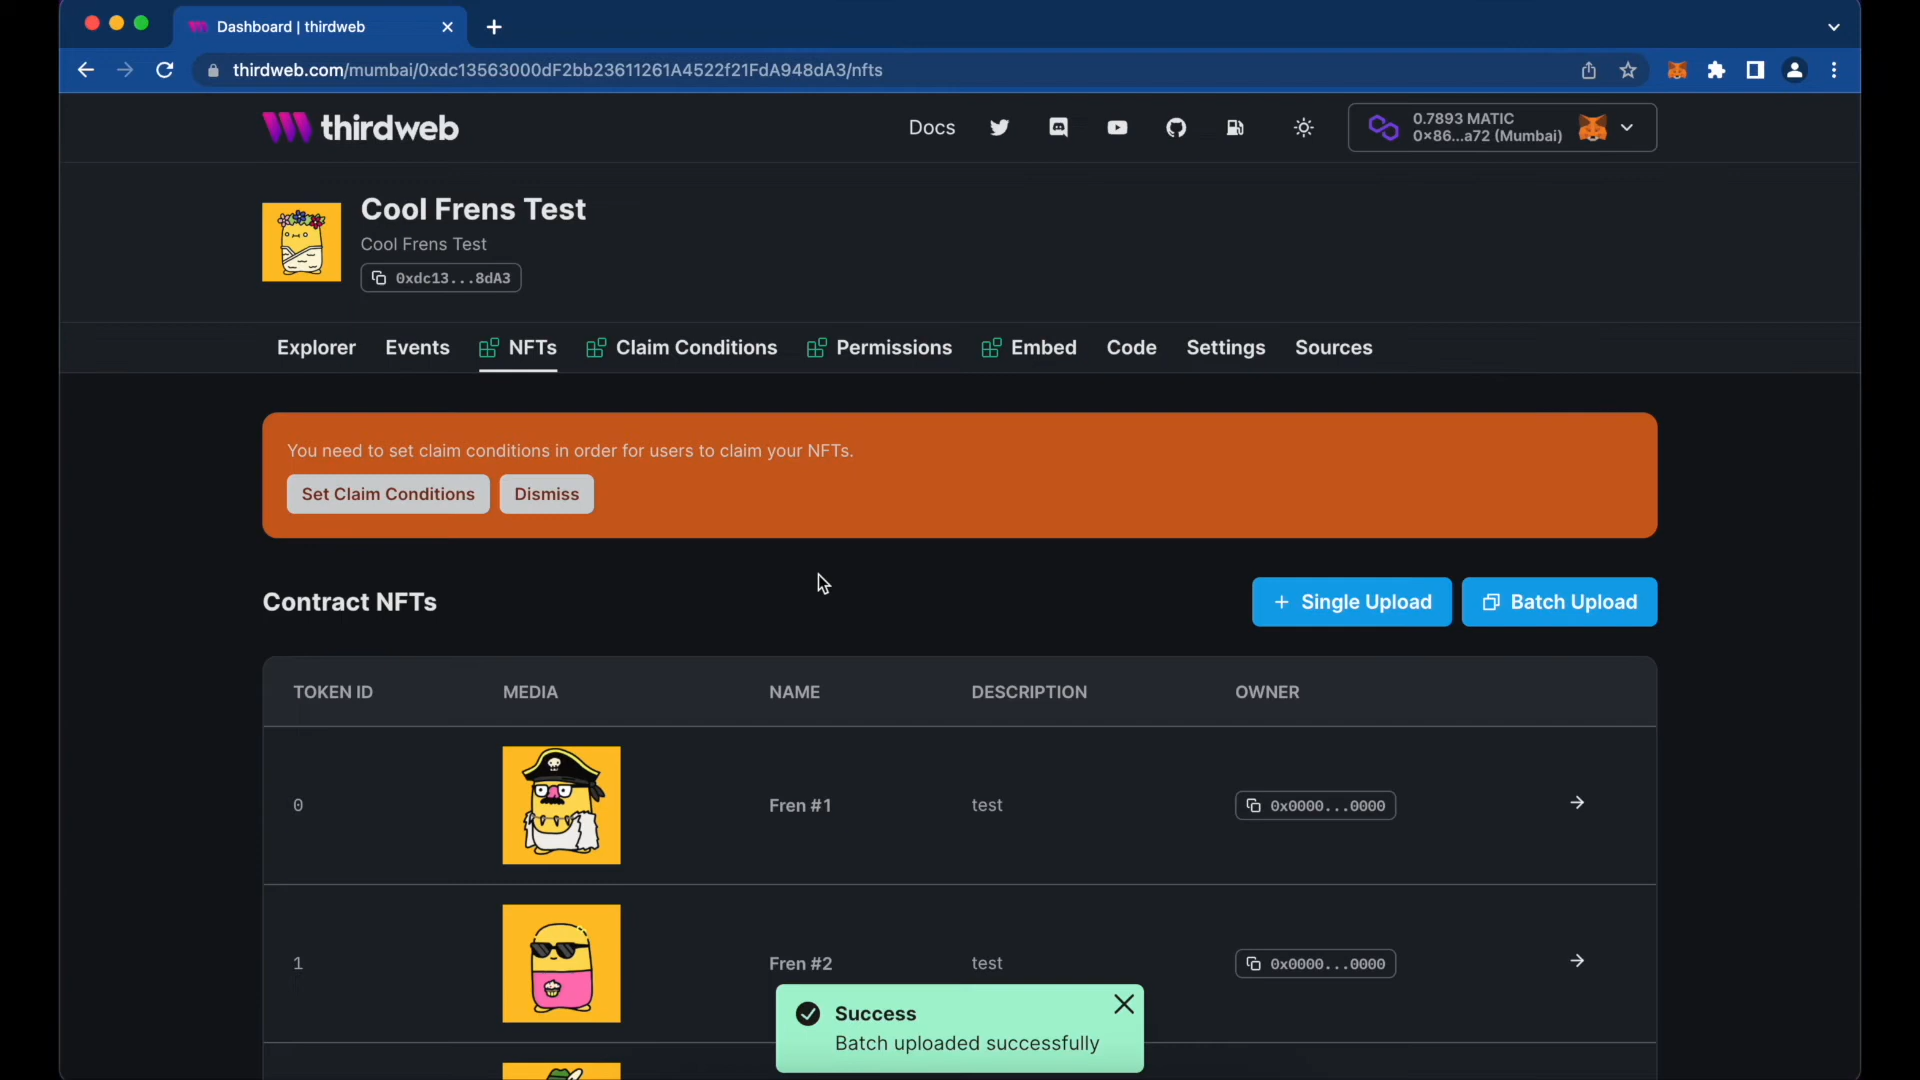 Dashboard | thirdweb
thirdweb.com/mumbai/0xdc13563000dF2bb23611261A4522f21FdA948dA3/nfts
thirdweb
Docs
0.7893 MATIC
0×86...a72 (Mumbai)
Cool Frens Test
Cool Frens Test
0xdc13...8dA3
Explorer
Events
NFTs
Claim Conditions
Permissions
Embed
Code
Settings
Sources
You need to set claim conditions in order for users to claim your NFTs.
Set Claim Conditions
Dismiss
Contract NFTs
+ Single Upload
Batch Upload
TOKEN ID
MEDIA
NAME
DESCRIPTION
OWNER
0
Fren #1
test
0x0000...0000
1
Fren #2
test
0x0000...0000
Success
Batch uploaded successfully